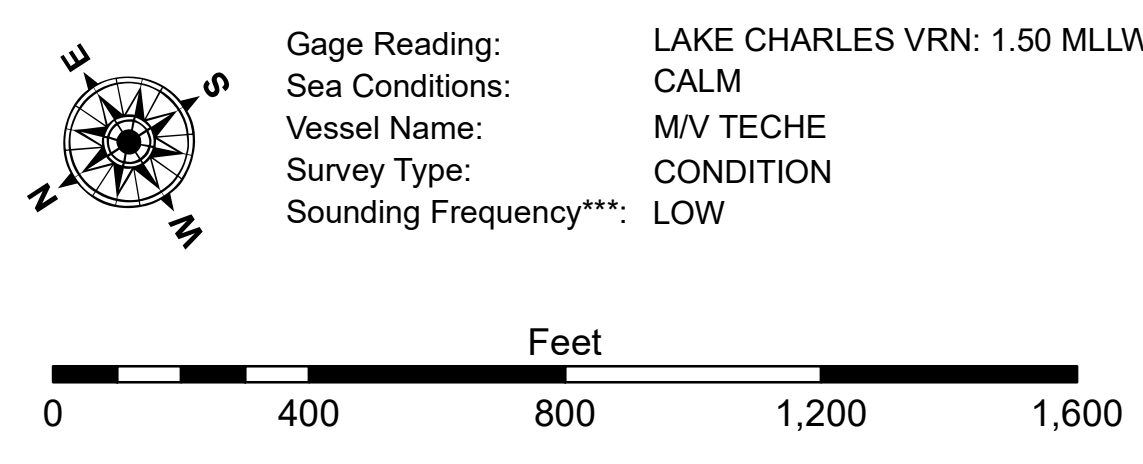 E
S
N
W
Gage Reading: LAKE CHARLES VRN: 1.50 MLLW
Sea Conditions: CALM
Vessel Name: M/V TECHE
Survey Type: CONDITION
Sounding Frequency***: LOW
Feet
0 400 800 1,200 1,600